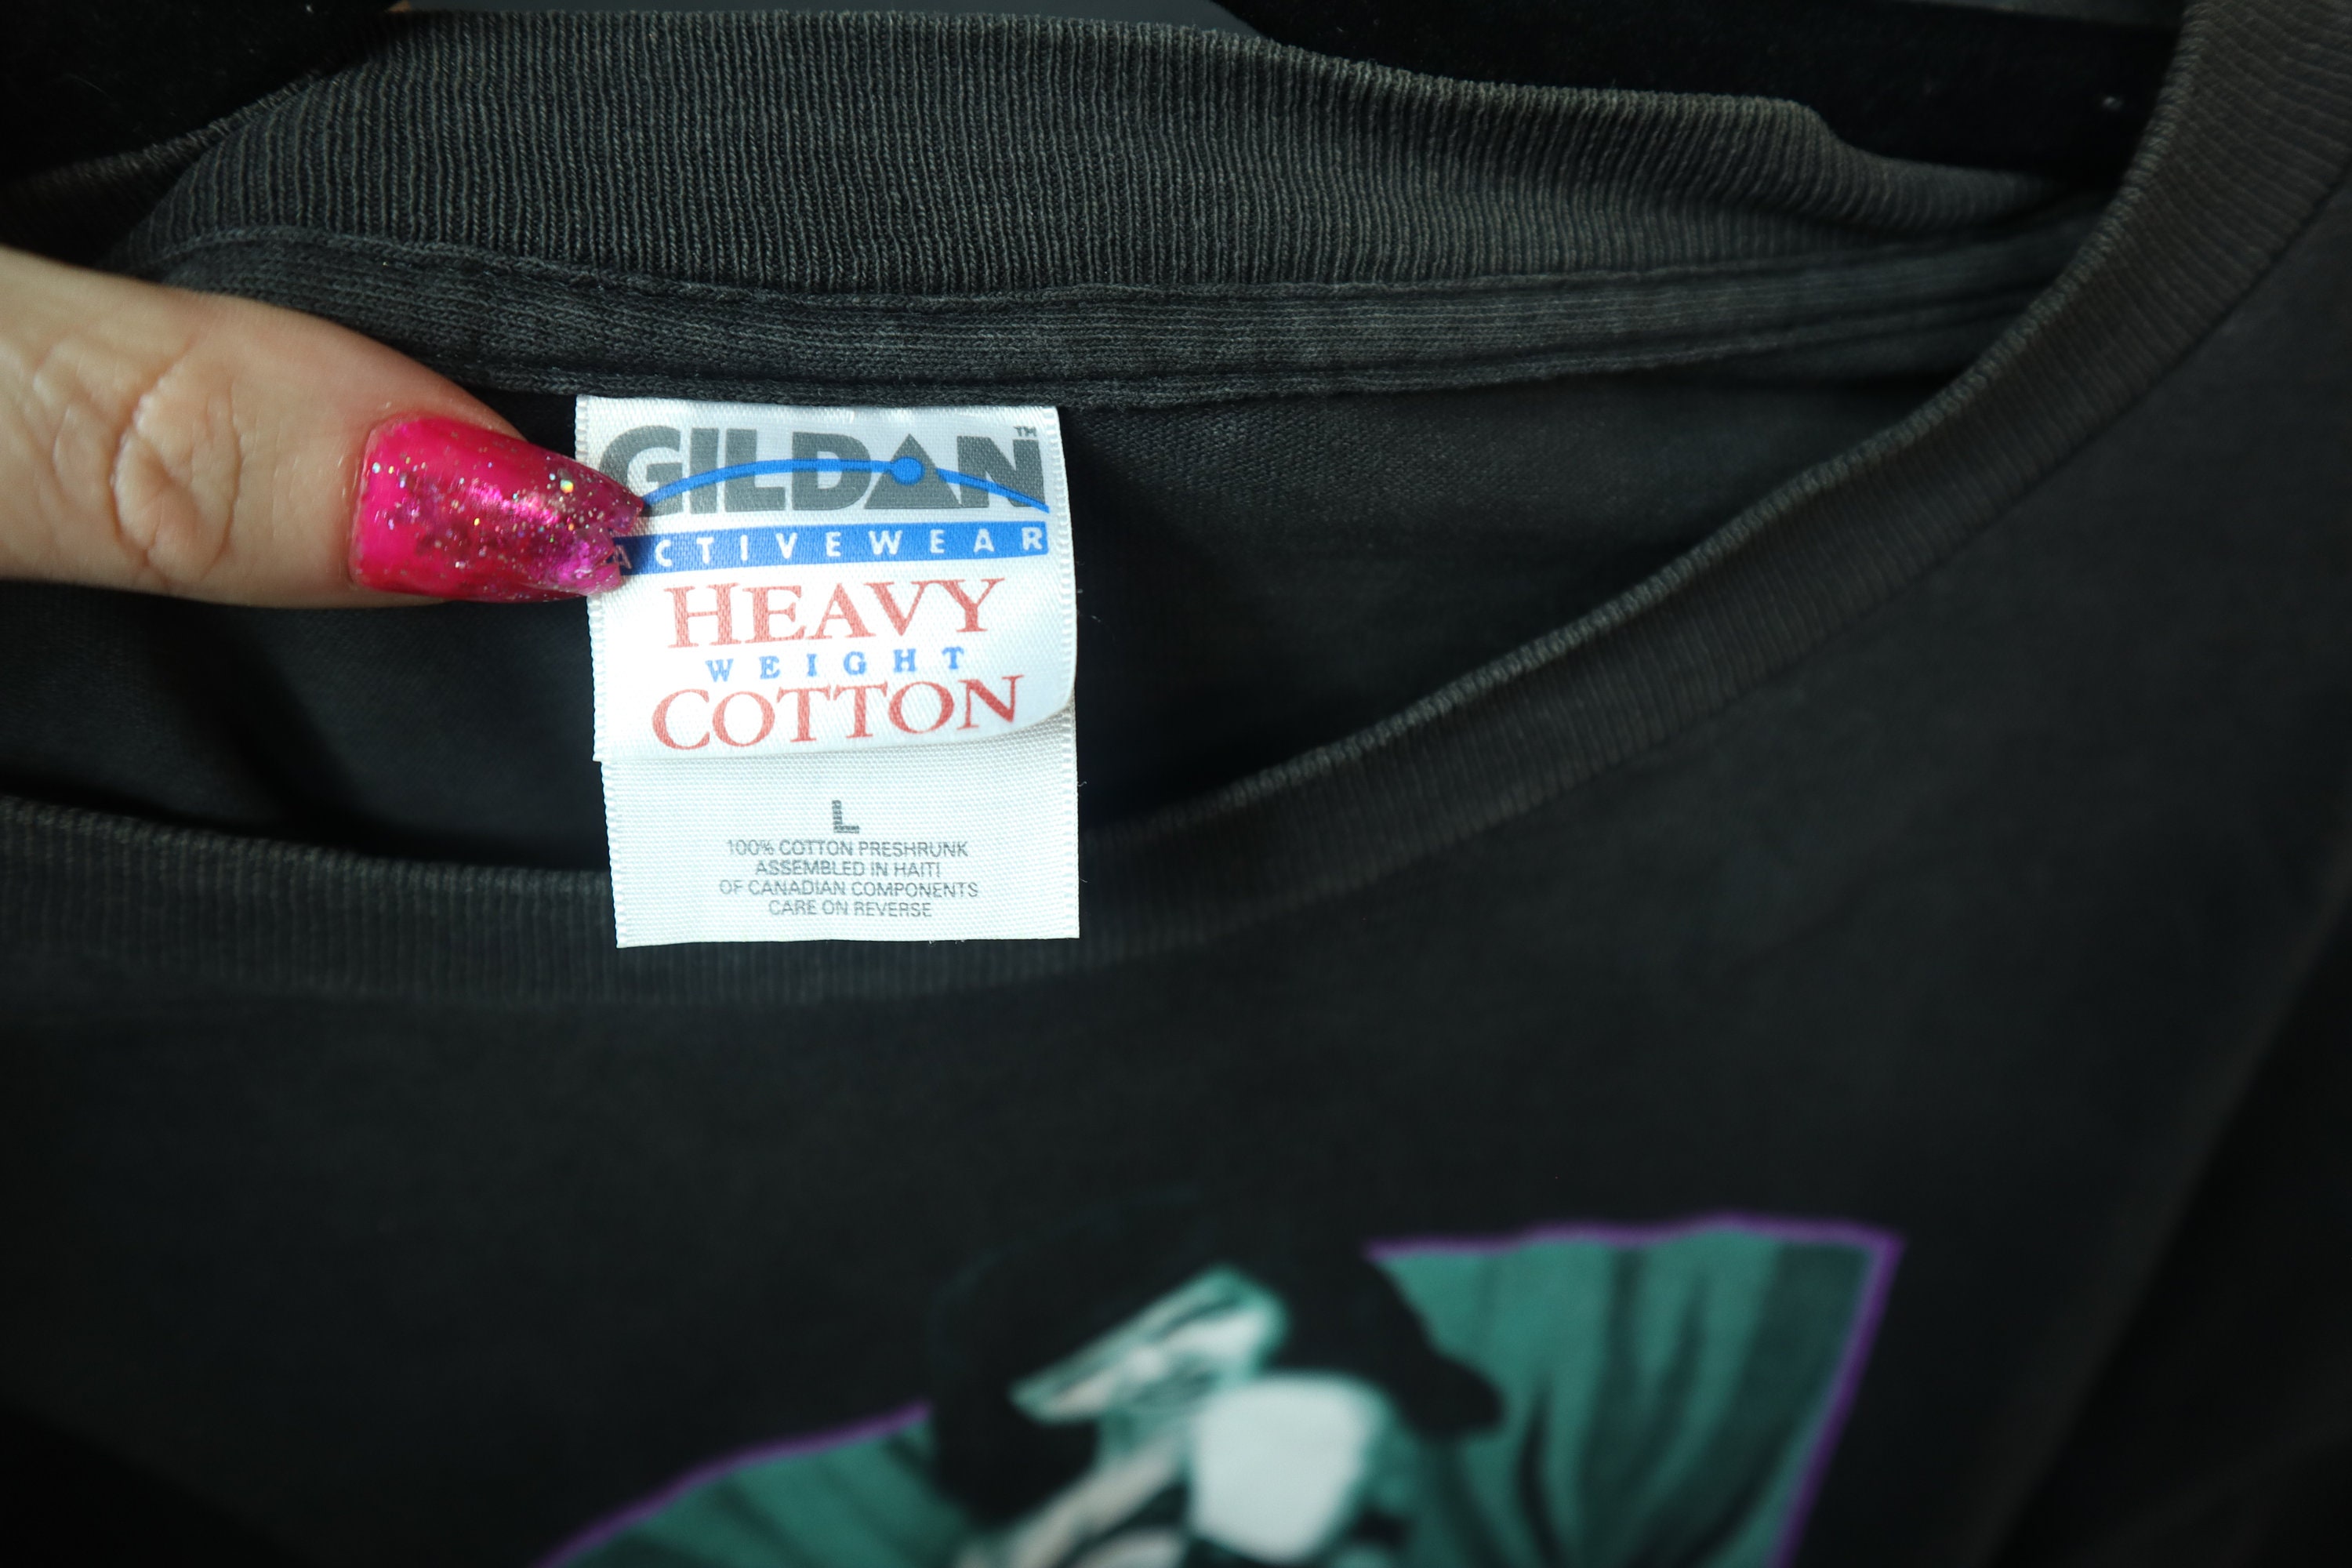 GILDAN™
ACTIVEWEAR
HEAVY
WEIGHT
COTTON
L
100% COTTON PRESHRUNK
ASSEMBLED IN HAITI
OF CANADIAN COMPONENTS
CARE ON REVERSE